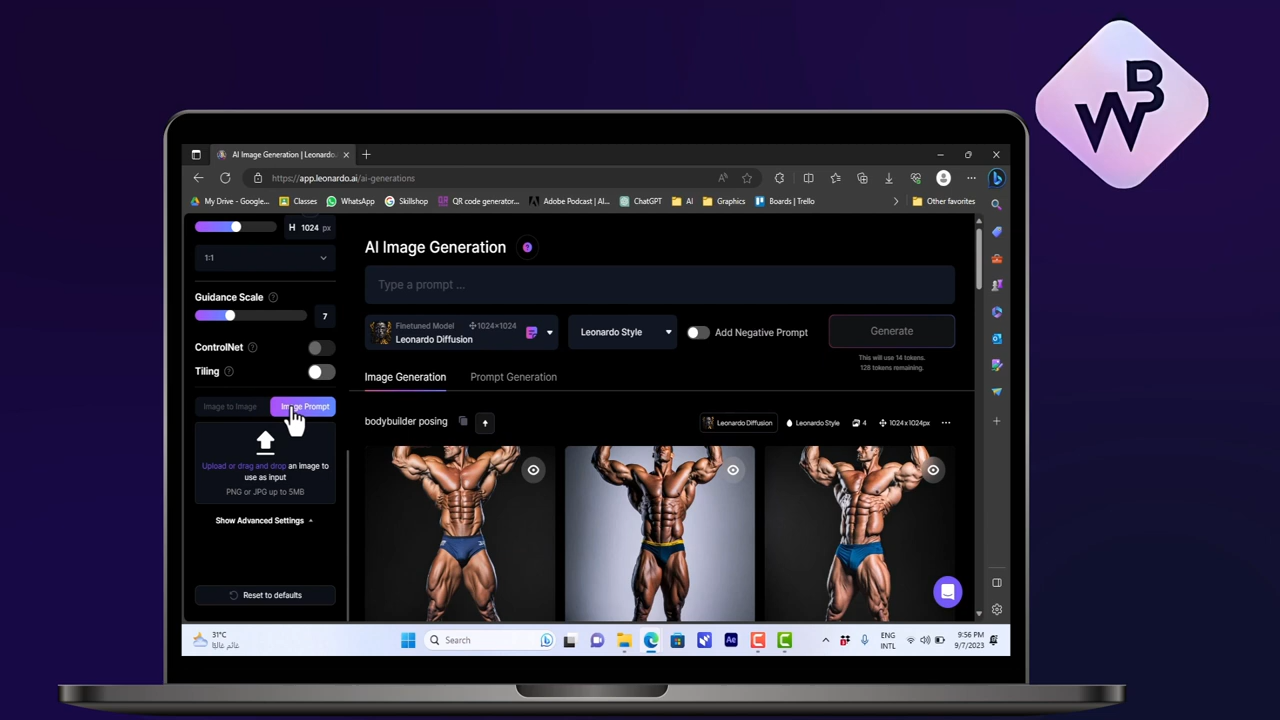 WB
AI Image Generation | Leonardo.
https://app.leonardo.ai/ai-generations
My Drive - Google... Classes WhatsApp Skillshop QR code generator... Adobe Podcast | AI... ChatGPT AI Graphics Boards | Trello Other favorites
H 1024 px
1:1
Guidance Scale
7
ControlNet
Tiling
Image to Image Image Prompt
Upload or drag and drop an image to
use as input
PNG or JPG up to 5MB
Show Advanced Settings
Reset to defaults
AI Image Generation
Type a prompt ...
Finetuned Model 1024×1024
Leonardo Diffusion
Leonardo Style
Add Negative Prompt
Generate
This will use 14 tokens.
128 tokens remaining.
Image Generation Prompt Generation
bodybuilder posing
Leonardo Diffusion Leonardo Style 4 1024x1024px
31°C
غائم غالبًا
Search
Ae
ENG
INTL
9:56 PM
9/7/2023